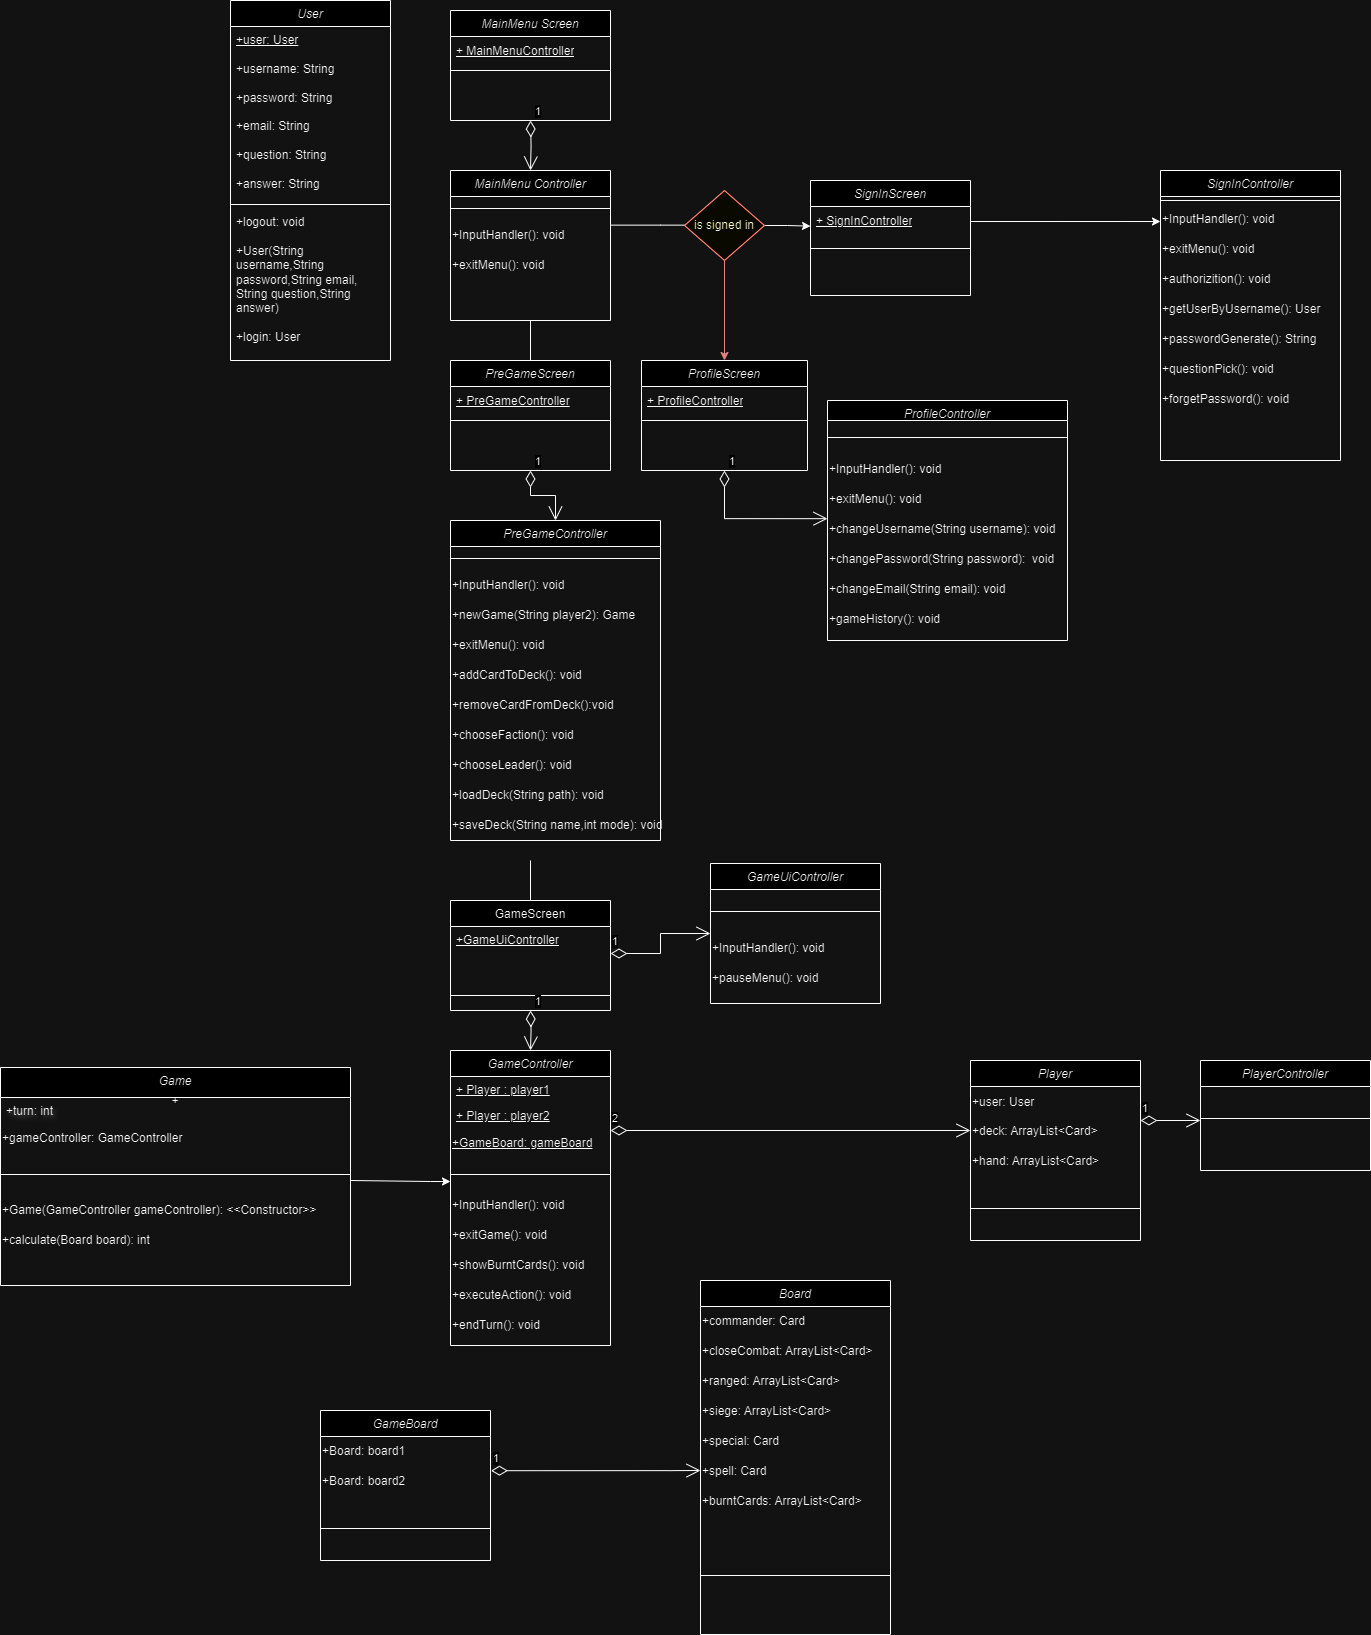 User
+user: User
+username: String
+password: String
+email: String
+question: String
+answer: String
+logout: void
+User(String
username,String
password,String email,
String question,String
answer)
+login: User
MainMenu Screen
+ MainMenuController
1
MainMenu Controller
+InputHandler(): void
+exitMenu(): void
is signed in
SignInScreen
+ SignInController
SignInController
+InputHandler(): void
+exitMenu(): void
+authorizition(): void
+getUserByUsername(): User
+passwordGenerate(): String
+questionPick(): void
+forgetPassword(): void
PreGameScreen
+ PreGameController
1
ProfileScreen
+ ProfileController
1
ProfileController
+InputHandler(): void
+exitMenu(): void
+changeUsername(String username): void
+changePassword(String password):  void
+changeEmail(String email): void
+gameHistory(): void
PreGameController
+InputHandler(): void
+newGame(String player2): Game
+exitMenu(): void
+addCardToDeck(): void
+removeCardFromDeck():void
+chooseFaction(): void
+chooseLeader(): void
+loadDeck(String path): void
+saveDeck(String name,int mode): void
GameScreen
+GameUiController
1
1
GameUiController
+InputHandler(): void
+pauseMenu(): void
Game
+
+turn: int
+gameController: GameController
+Game(GameController gameController): <<Constructor>>
+calculate(Board board): int
GameController
+ Player : player1
+ Player : player2
+GameBoard: gameBoard
+InputHandler(): void
+exitGame(): void
+showBurntCards(): void
+executeAction(): void
+endTurn(): void
2
Player
+user: User
+deck: ArrayList<Card>
+hand: ArrayList<Card>
1
PlayerController
GameBoard
+Board: board1
+Board: board2
1
Board
+commander: Card
+closeCombat: ArrayList<Card>
+ranged: ArrayList<Card>
+siege: ArrayList<Card>
+special: Card
+spell: Card
+burntCards: ArrayList<Card>